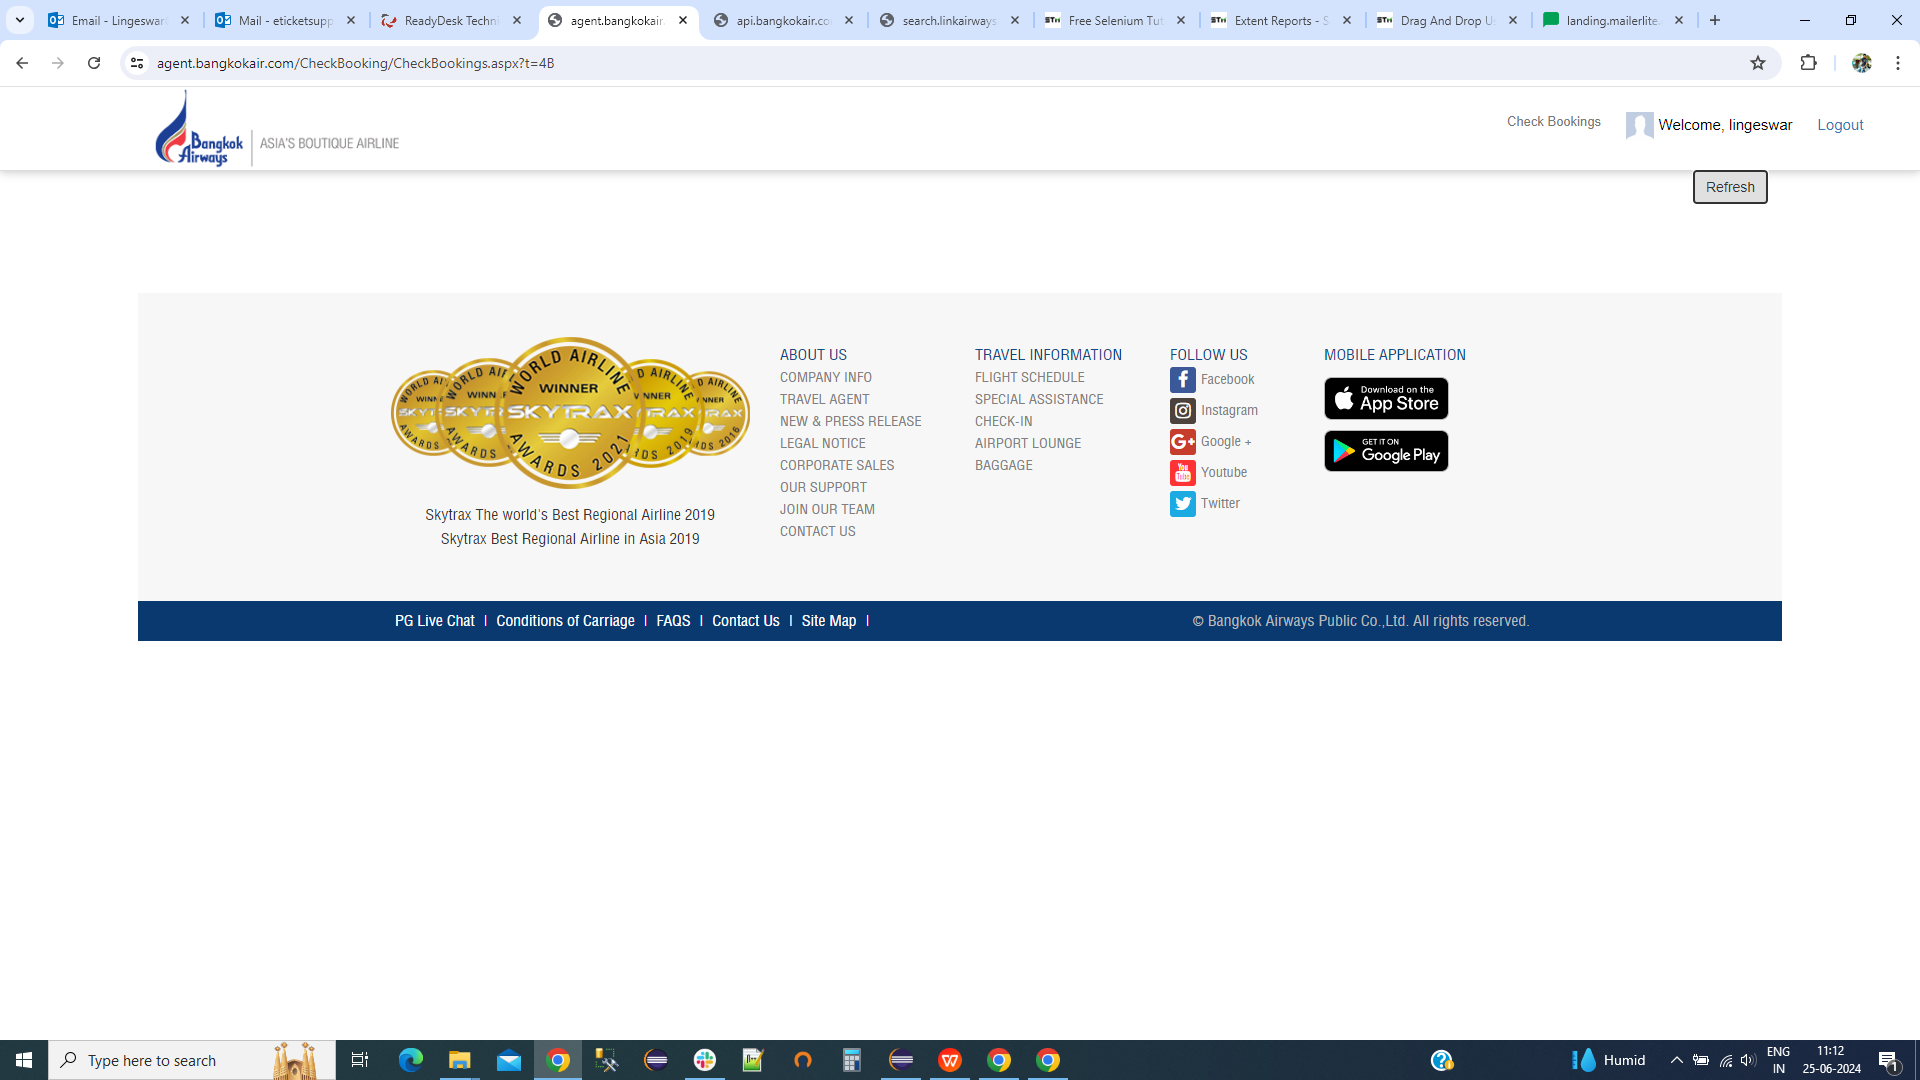 Email - Lingeswar
Mail - eticketsupp
ReadyDesk Techni
agent.bangkokair.
api.bangkokair.co
search.linkairways
Free Selenium Tut
Extent Reports - S
Drag And Drop U
landing.mailerlite.
agent.bangkokair.com/CheckBooking/CheckBookings.aspx?t=4B
Bangkok
Airways
ASIA'S BOUTIQUE AIRLINE
Check Bookings
Welcome, lingeswar
Logout
Refresh
WORLD AIRLINE
WINNER
SKYTRAX
AWARDS 2021
Skytrax The world's Best Regional Airline 2019
Skytrax Best Regional Airline in Asia 2019
ABOUT US
COMPANY INFO
TRAVEL AGENT
NEW & PRESS RELEASE
LEGAL NOTICE
CORPORATE SALES
OUR SUPPORT
JOIN OUR TEAM
CONTACT US
TRAVEL INFORMATION
FLIGHT SCHEDULE
SPECIAL ASSISTANCE
CHECK-IN
AIRPORT LOUNGE
BAGGAGE
FOLLOW US
Facebook
Instagram
Google +
Youtube
Twitter
MOBILE APPLICATION
Download on the
App Store
GET IT ON
Google Play
PG Live Chat | Conditions of Carriage | FAQS | Contact Us | Site Map |
© Bangkok Airways Public Co.,Ltd. All rights reserved.
Type here to search
Humid
ENG
IN
11:12
25-06-2024
1